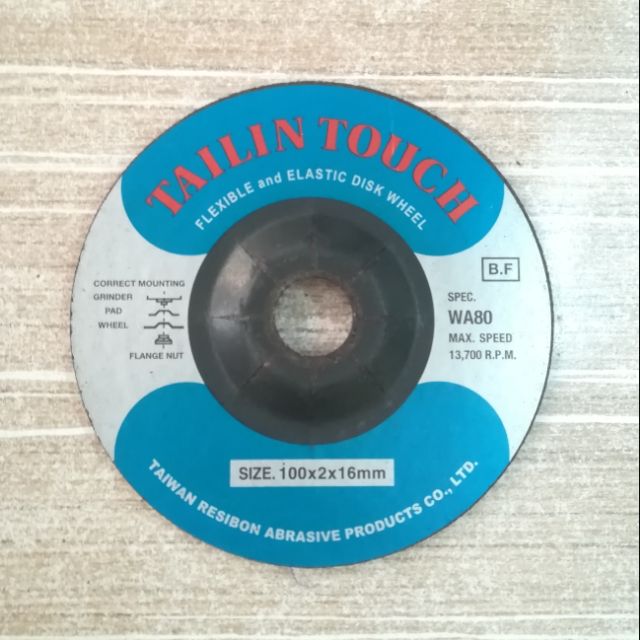 TAILIN TOUCH
FLEXIBLE and ELASTIC DISK WHEEL
B.F
CORRECT MOUNTING
GRINDER
PAD
WHEEL
FLANGE NUT
SPEC.
WA80
MAX. SPEED
13,700 R.P.M.
SIZE. 100x2x16mm
TAIWAN RESIBON ABRASIVE PRODUCTS CO., LTD.